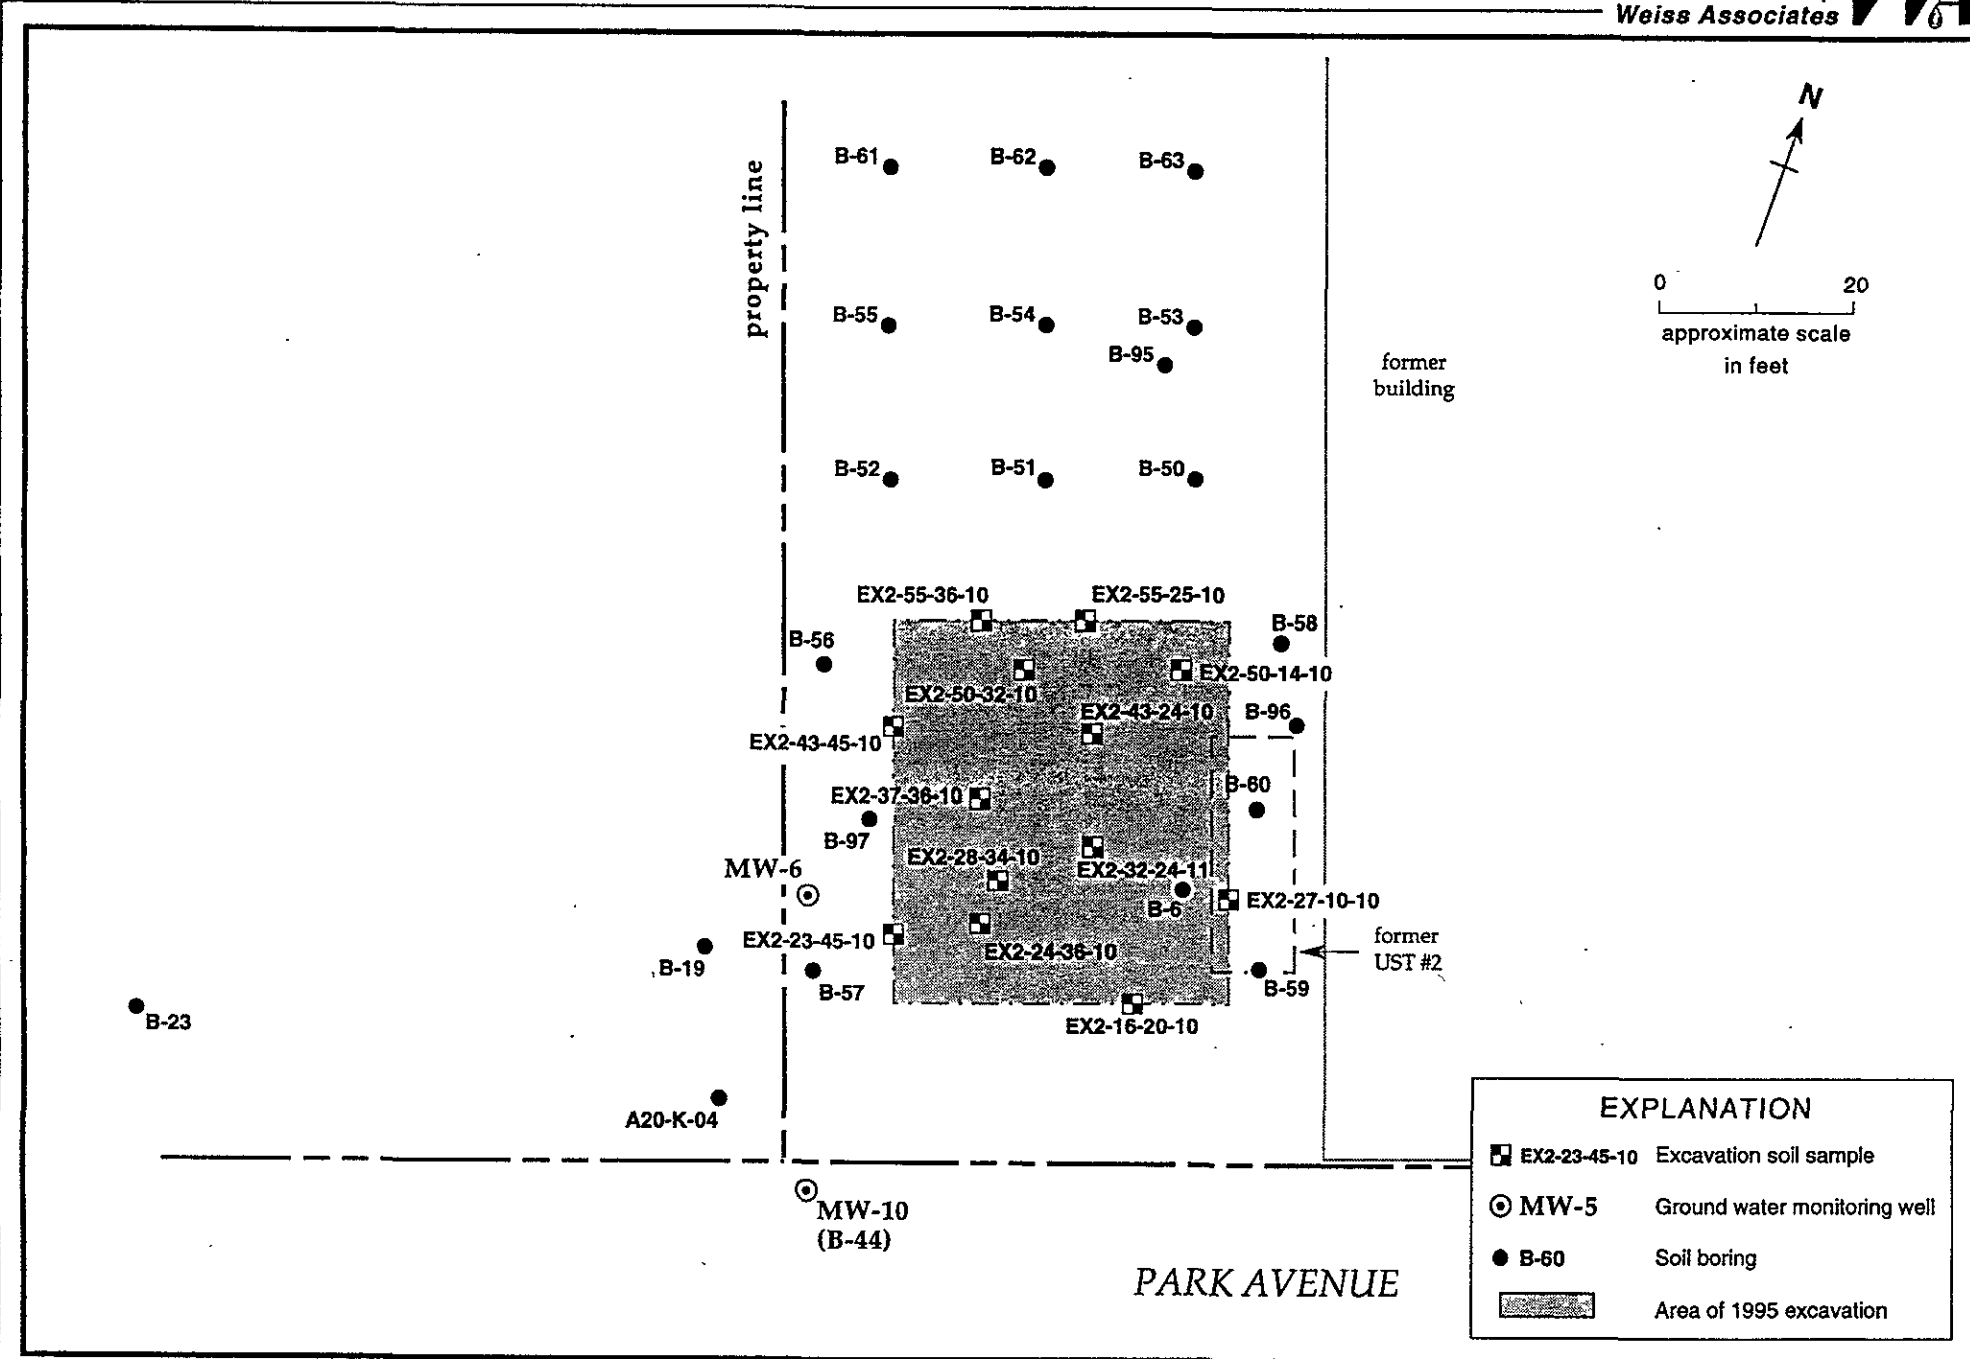 Weiss Associates
N
0 20
approximate scale
in feet
property line
B-61
B-62
B-63
B-55
B-54
B-53
B-95
former
building
B-52
B-51
B-50
EX2-55-36-10
EX2-55-25-10
B-56
B-58
EX2-50-32-10
EX2-50-14-10
EX2-43-24-10
B-96
EX2-43-45-10
EX2-37-36-10
B-60
B-97
EX2-28-34-10
MW-6
EX2-32-24-11
B-6
EX2-27-10-10
EX2-23-45-10
EX2-24-36-10
former
UST #2
B-19
B-57
B-59
B-23
EX2-16-20-10
A20-K-04
MW-10
(B-44)
PARK AVENUE
EXPLANATION
EX2-23-45-10 Excavation soil sample
MW-5 Ground water monitoring well
B-60 Soil boring
Area of 1995 excavation